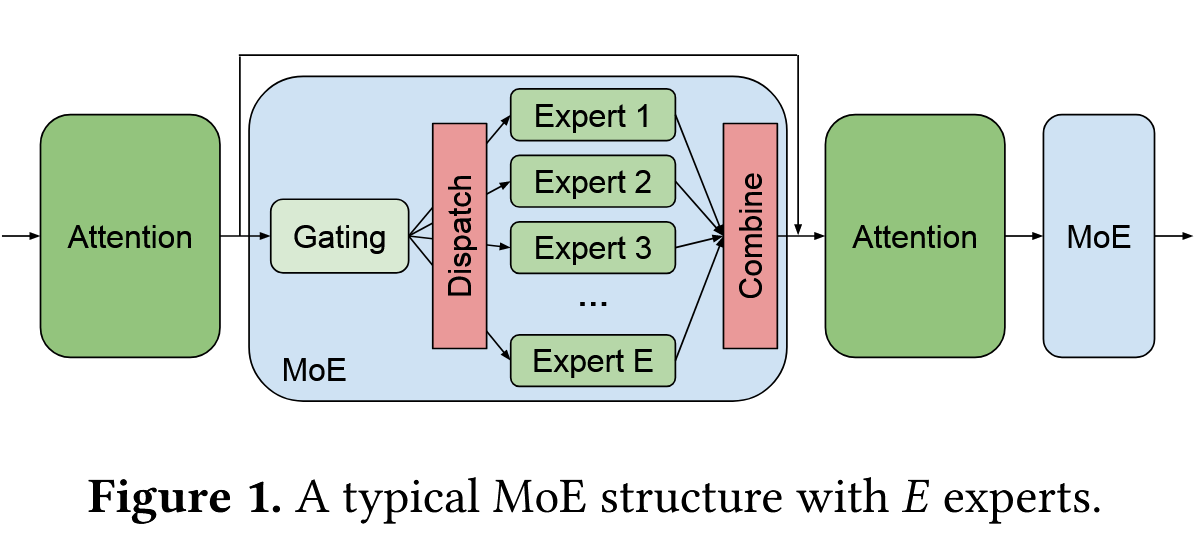 Attention
Gating
MoE
Dispatch
Expert 1
Expert 2
Expert 3
...
Expert E
Combine
Attention
MoE
Figure 1. A typical MoE structure with E experts.